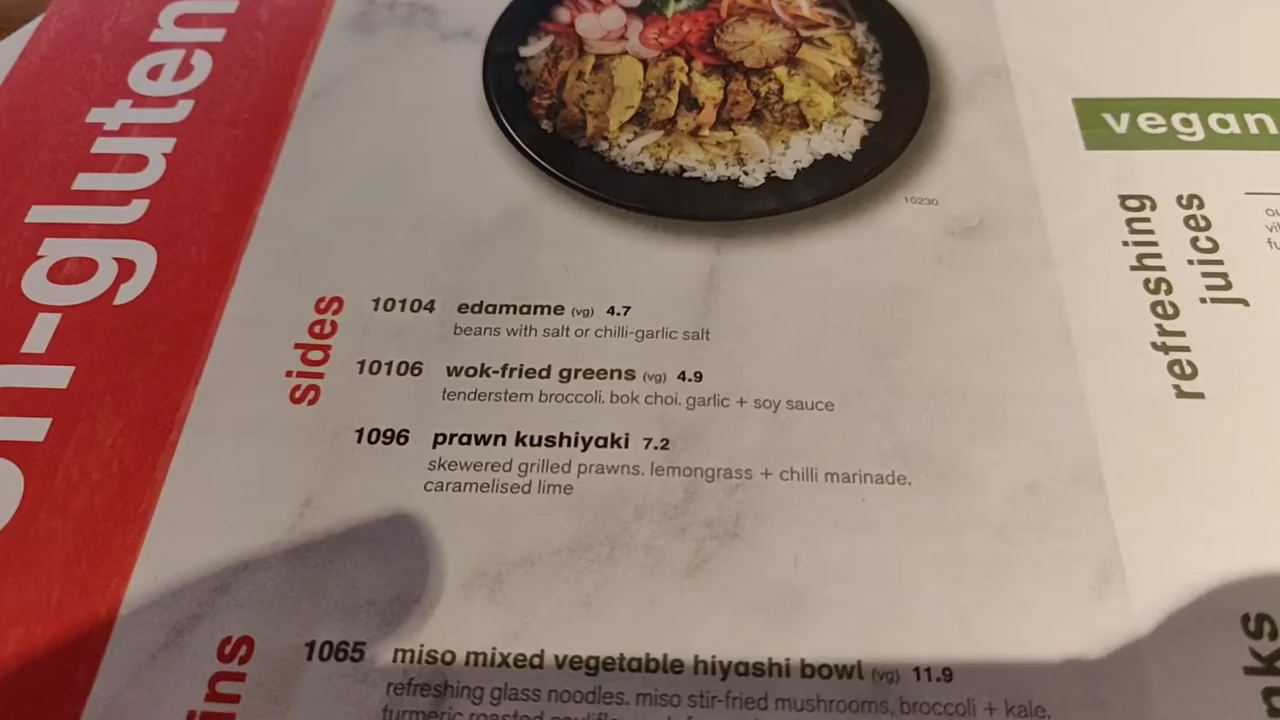 -gluten
10230
sides
10104 edamame (vg) 4.7
beans with salt or chilli-garlic salt
10106 wok-fried greens (vg) 4.9
tenderstem broccoli. bok choi. garlic + soy sauce
1096 prawn kushiyaki 7.2
skewered grilled prawns. lemongrass + chilli marinade.
caramelised lime
1065 miso mixed vegetable hiyashi bowl (vg) 11.9
refreshing glass noodles. miso stir-fried mushrooms, broccoli + kale.
turmeric roasted
vegan
refreshing
juices